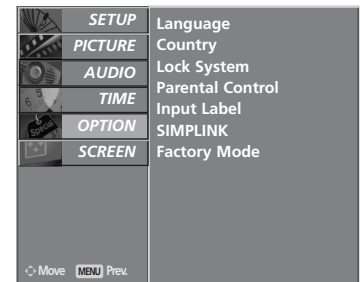 SETUP
PICTURE
AUDIO
TIME
OPTION
SCREEN
Move MENU Prev.
Language
Country
Lock System
Parental Control
Input Label
SIMPLINK
Factory Mode
Special